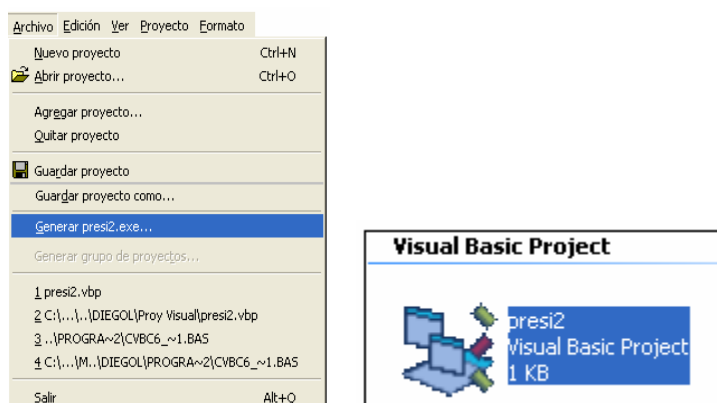 Archivo Edición Ver Proyecto Formato
Nuevo proyecto Ctrl+N
Abrir proyecto... Ctrl+O
Agregar proyecto...
Quitar proyecto
Guardar proyecto
Guardar proyecto como...
Generar presi2.exe...
Generar grupo de proyectos...
1 presi2.vbp
2 C:\...\..\DIEGOL\Proy Visual\presi2.vbp
3 ..\PROGRA~2\CVBC6_~1.BAS
4 C:\...\M..\DIEGOL\PROGRA~2\CVBC6_~1.BAS
Salir Alt+Q
Visual Basic Project
presi2
Visual Basic Project
1 KB